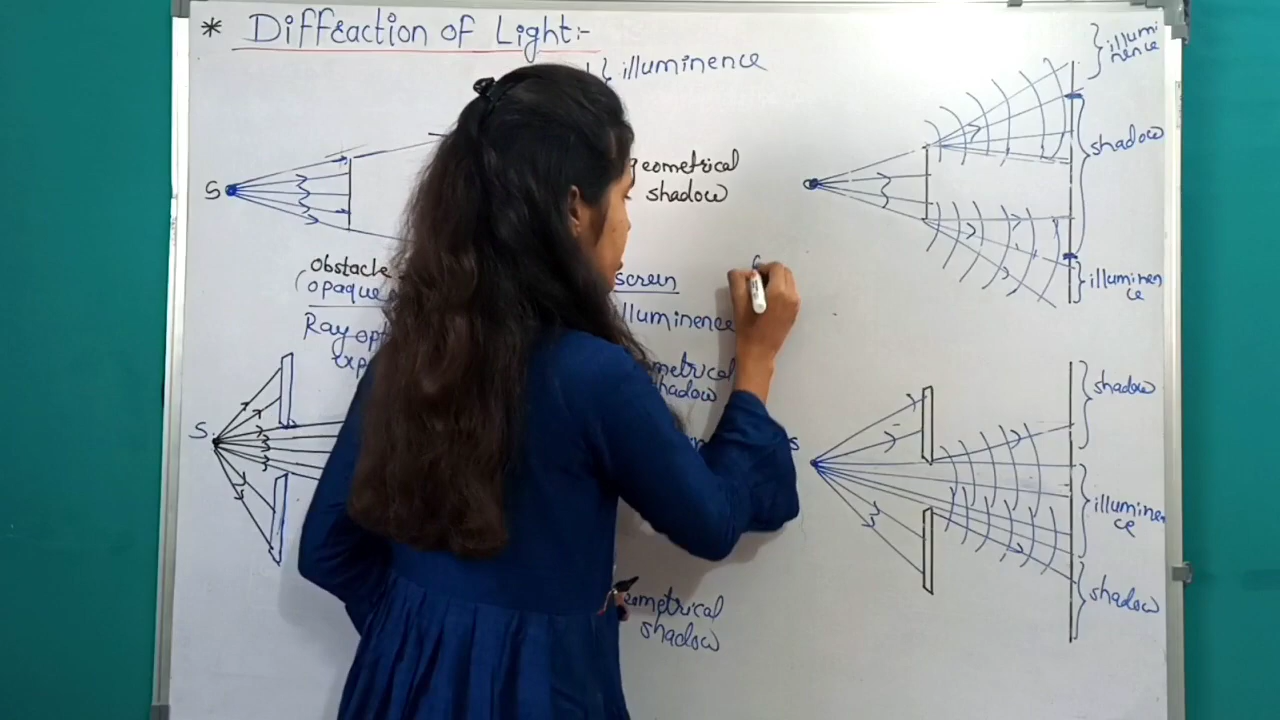 * Diffraction of Light:-
illuminence
S
geometrical
shadow
Obstacle
(opaque
screen
Ray opt
illuminence
exp
shadow
S
geometrical
shadow
illumi
nence
shadow
illuminen
ce
shadow
S
illuminen
ce
shadow